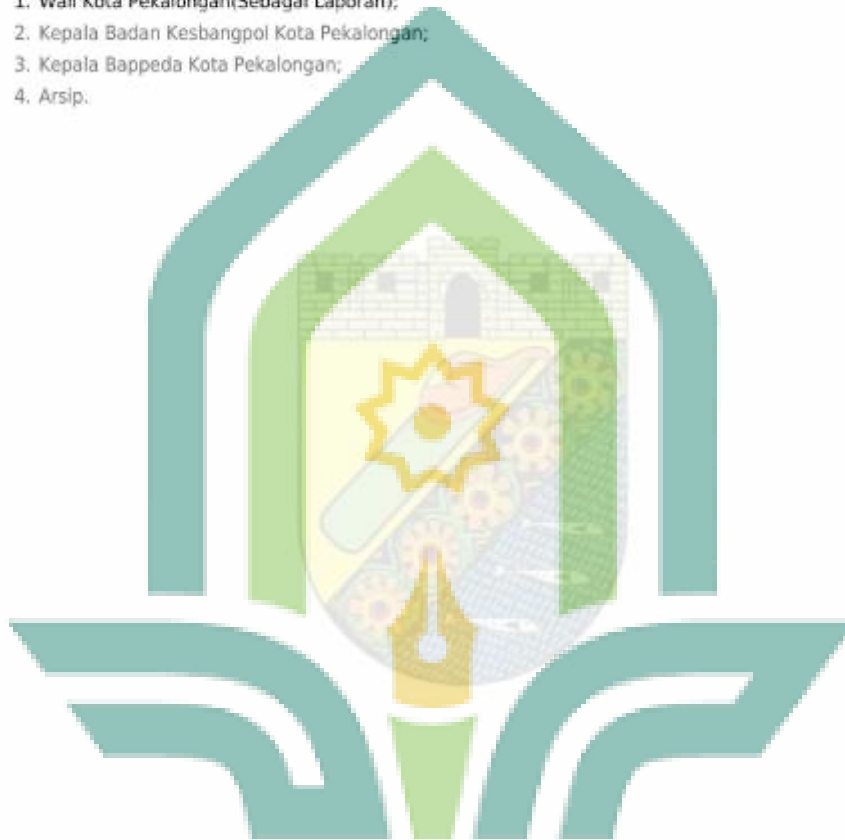 1. Wali Kota Pekalongan(Sebagai Laporan);
2. Kepala Badan Kesbangpol Kota Pekalongan;
3. Kepala Bappeda Kota Pekalongan;
4. Arsip.